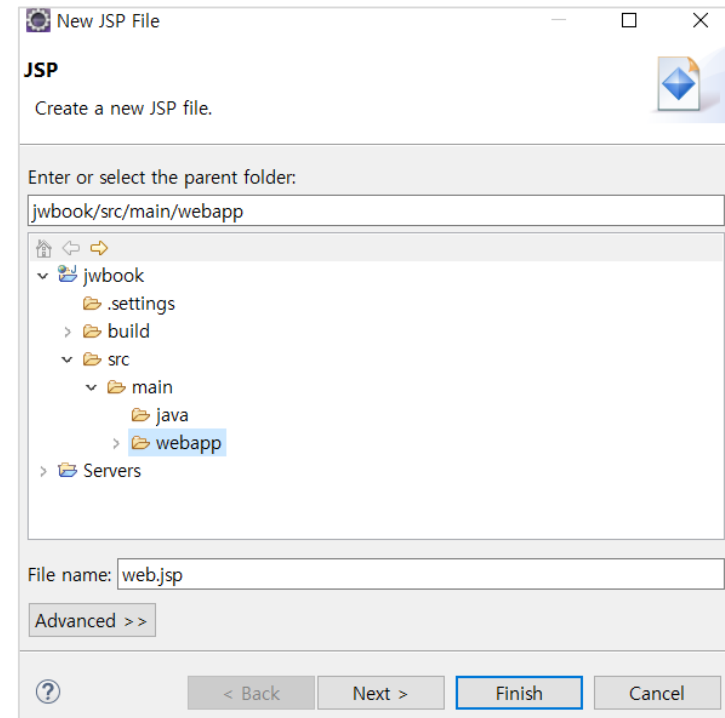 New JSP File
JSP
Create a new JSP file.
Enter or select the parent folder:
jwbook/src/main/webapp
jwbook
.settings
build
src
main
java
webapp
Servers
File name: web.jsp
Advanced >>
? < Back Next > Finish Cancel